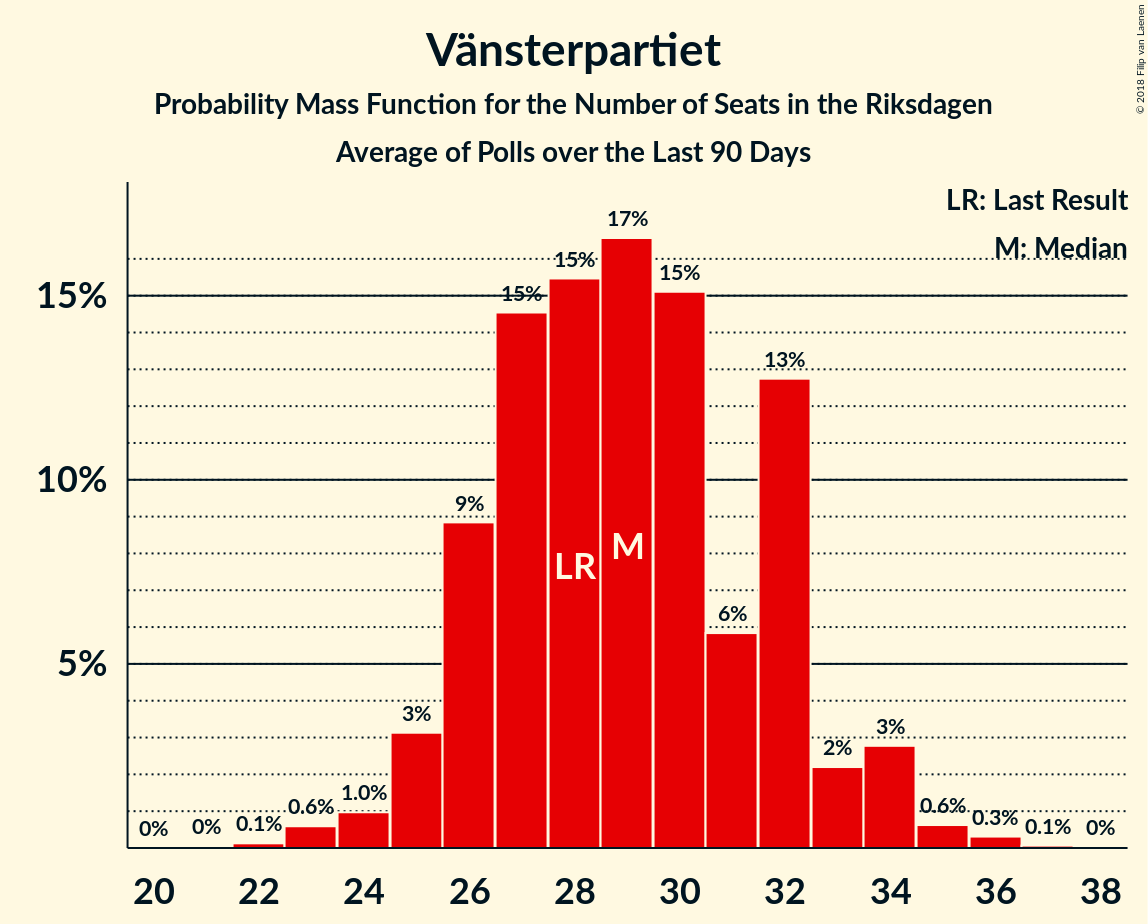 Vänsterpartiet
Probability Mass Function for the Number of Seats in the Riksdagen
Average of Polls over the Last 90 Days
© 2018 Filip van Laenen
LR: Last Result
M: Median
15%
10%
5%
0%
0%
0.1%
0.6%
1.0%
3%
9%
15%
15%
17%
15%
6%
13%
2%
3%
0.6%
0.3%
0.1%
0%
LR
M
20 22 24 26 28 30 32 34 36 38